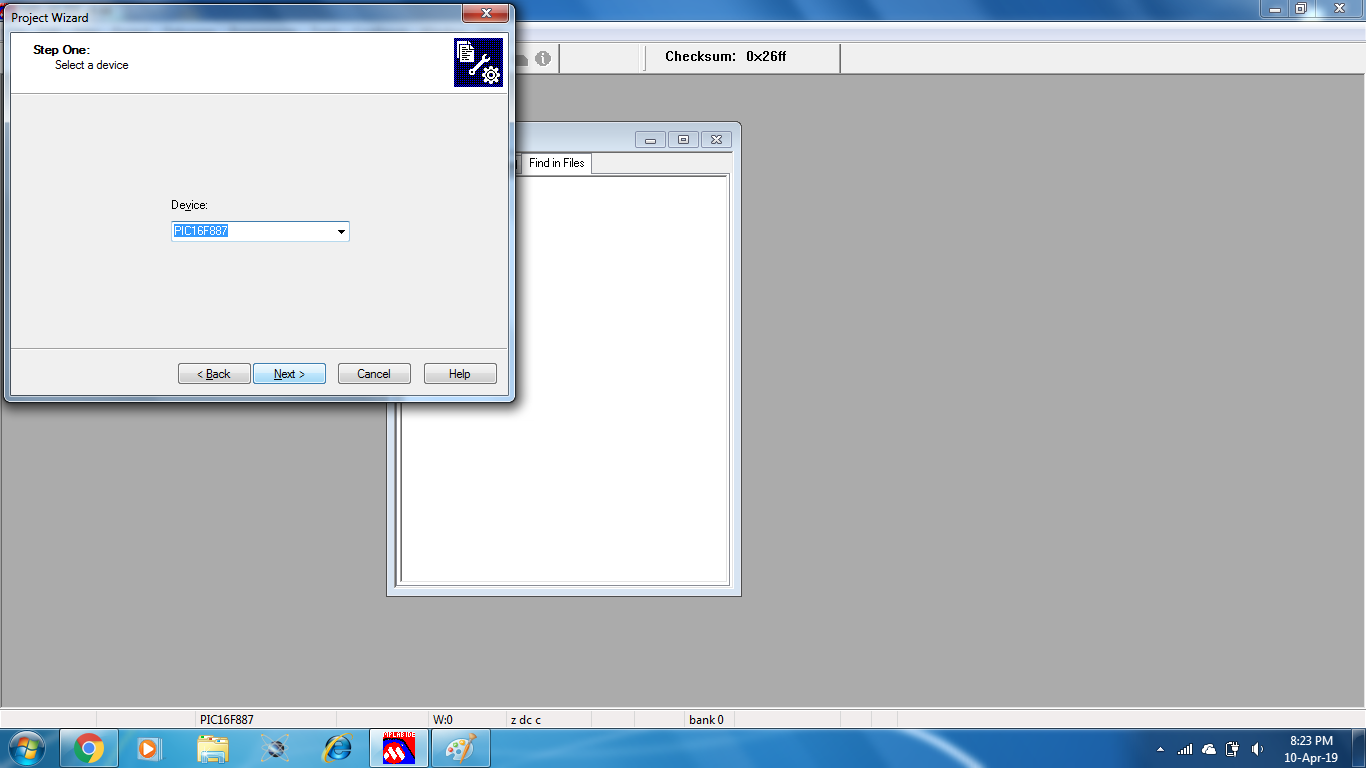 Project Wizard
Step One:
Select a device
Checksum: 0x26ff
Find in Files
Device:
PIC16F887
< Back
Next >
Cancel
Help
PIC16F887
W:0
z dc c
bank 0
MPLABIDE
8:23 PM
10-Apr-19